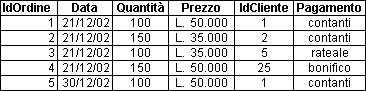 IdOrdine Data Quantità Prezzo IdCliente Pagamento
1 21/12/02 100 L. 50.000 1 contanti
2 21/12/02 150 L. 35.000 2 contanti
3 21/12/02 100 L. 35.000 5 rateale
4 21/12/02 150 L. 50.000 25 bonifico
5 30/12/02 100 L. 50.000 1 contanti